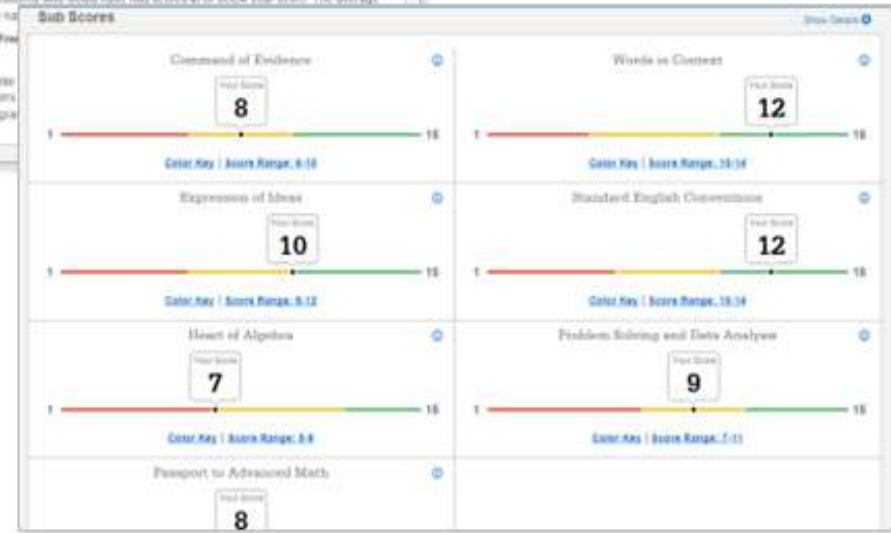 Sub Scores
Show Details
Command of Evidence
Your Score
8
1
15
Color Key | Score Range: 6-10
Words in Context
Your Score
12
1
15
Color Key | Score Range: 10-14
Expression of Ideas
Your Score
10
1
15
Color Key | Score Range: 8-12
Standard English Conventions
Your Score
12
1
15
Color Key | Score Range: 10-14
Heart of Algebra
Your Score
7
1
15
Color Key | Score Range: 5-9
Problem Solving and Data Analysis
Your Score
9
1
15
Color Key | Score Range: 7-11
Passport to Advanced Math
Your Score
8